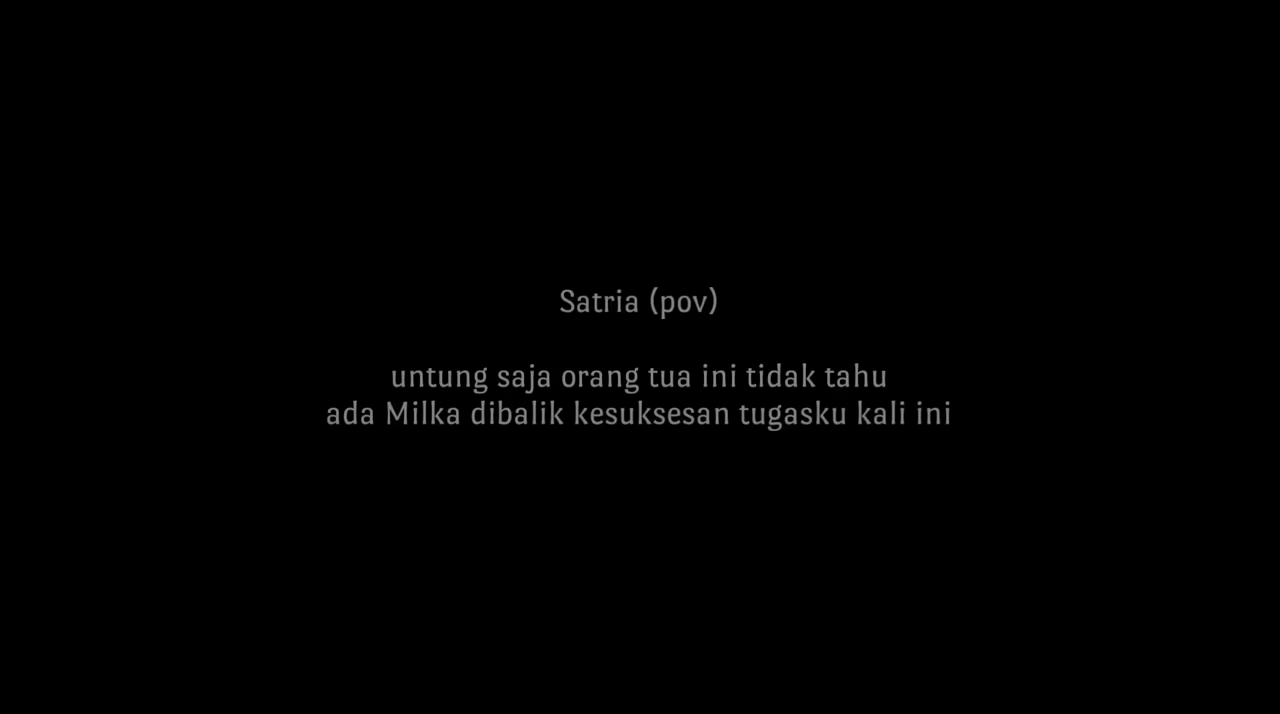 Satria (pov)
untung saja orang tua ini tidak tahu
ada Milka dibalik kesuksesan tugasku kali ini